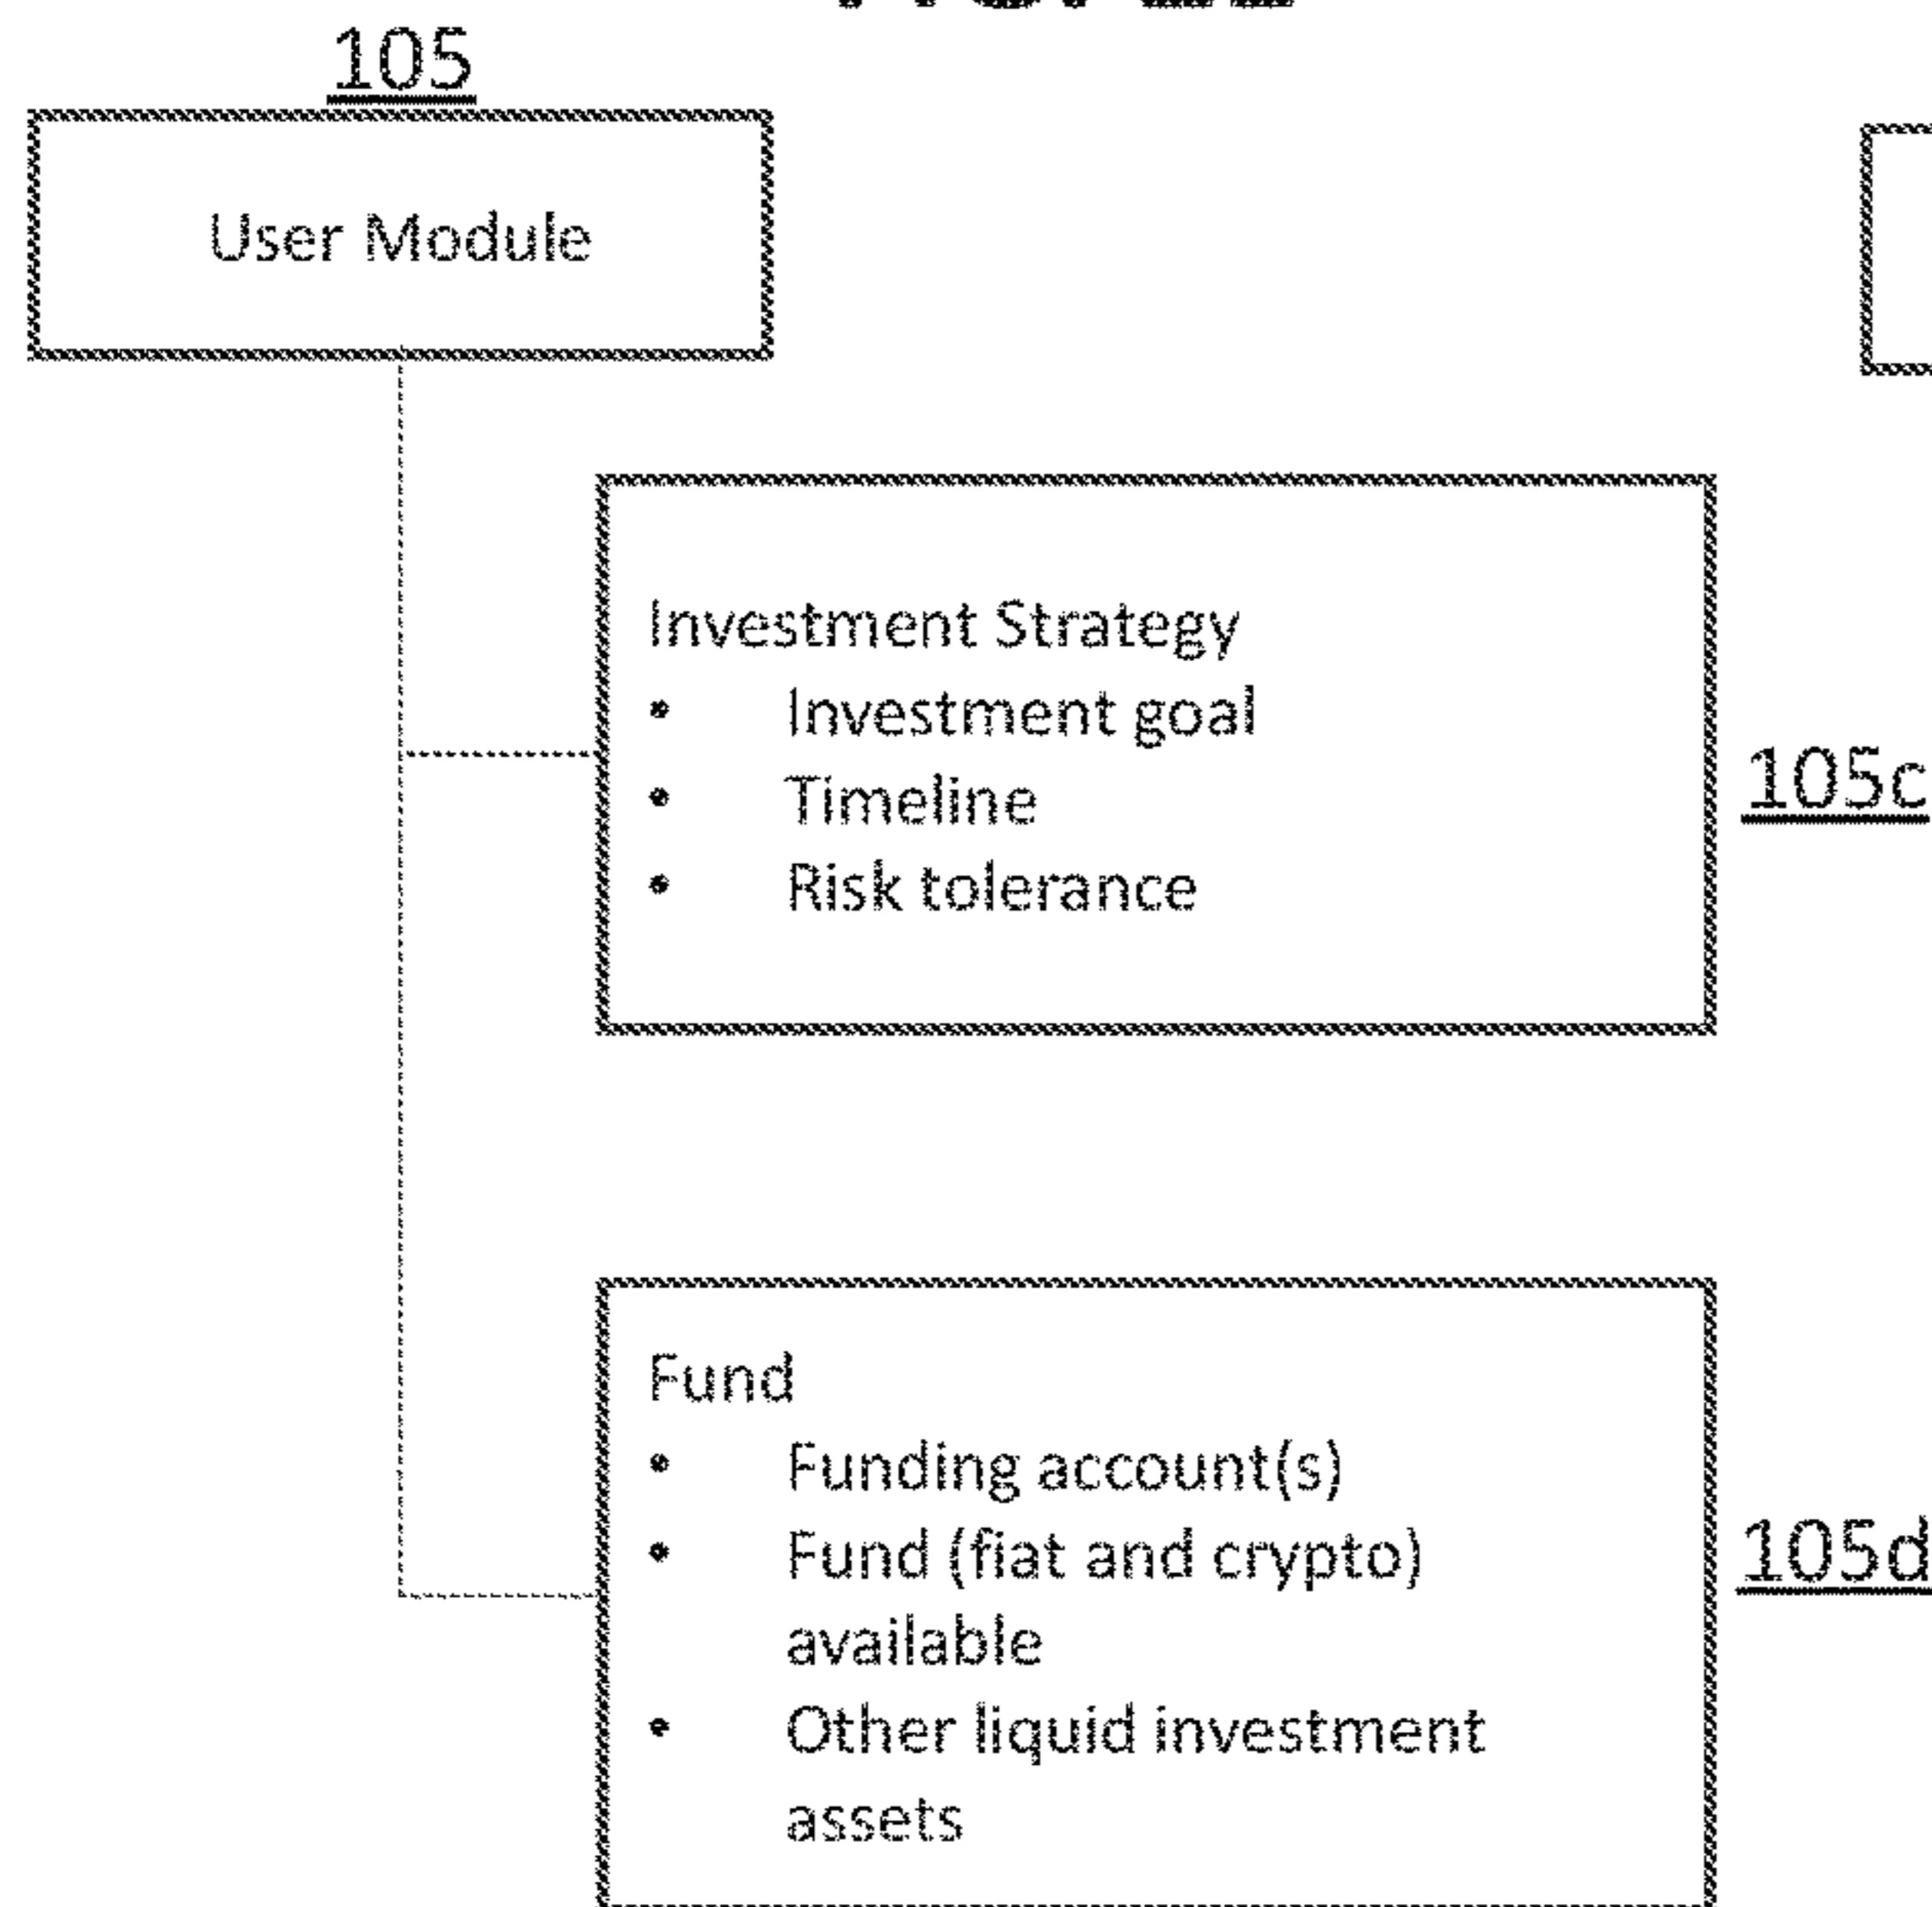 105
User Module
Investment Strategy
• Investment goal
• Timeline
• Risk tolerance
105c
Fund
• Funding account(s)
• Fund (fiat and crypto)
available
• Other liquid investment
assets
105d